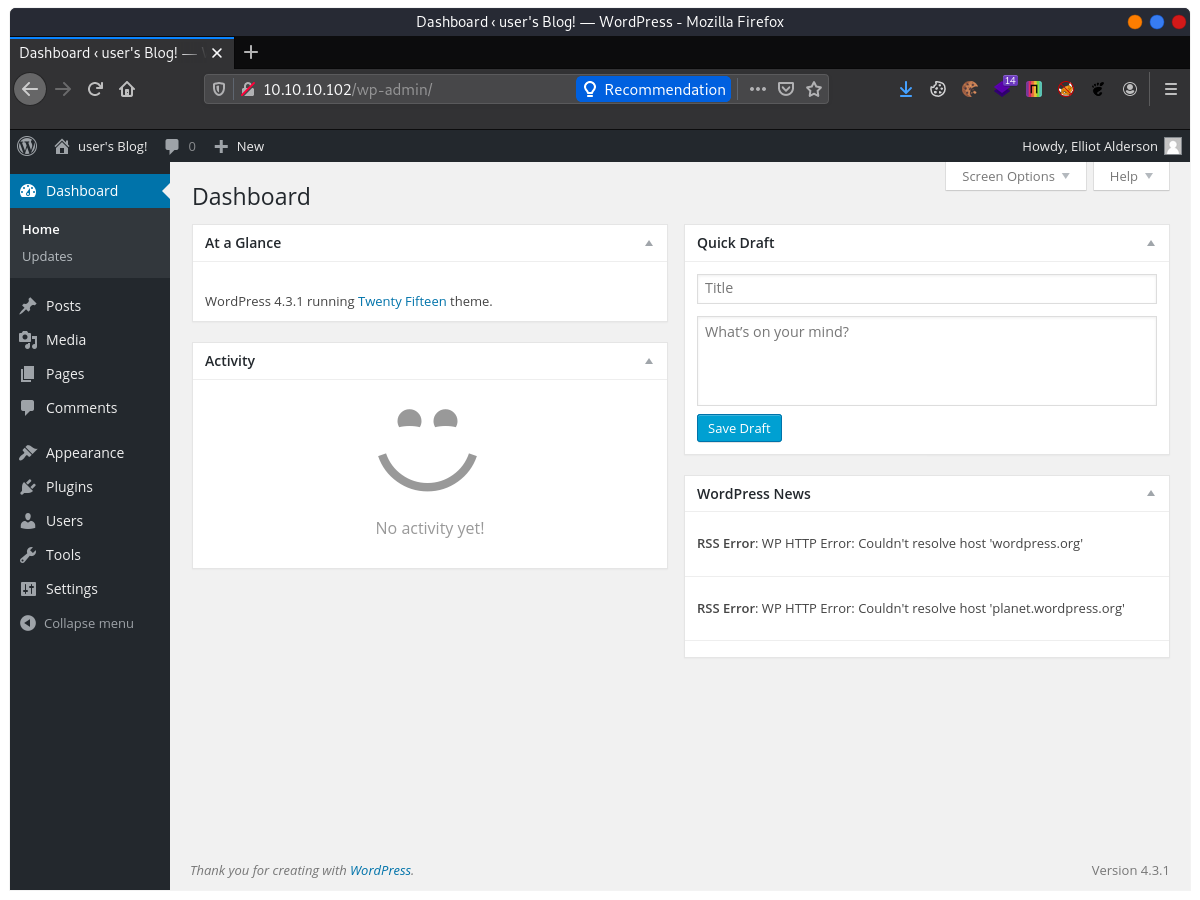 Dashboard ‹ user's Blog! — WordPress - Mozilla Firefox
Dashboard ‹ user's Blog! —
10.10.10.102/wp-admin/
Recommendation
14
user's Blog!
0
New
Howdy, Elliot Alderson
Screen Options
Help
Dashboard
Home
Updates
Posts
Media
Pages
Comments
Appearance
Plugins
Users
Tools
Settings
Collapse menu
Dashboard
At a Glance
WordPress 4.3.1 running Twenty Fifteen theme.
Activity
No activity yet!
Quick Draft
Title
What's on your mind?
Save Draft
WordPress News
RSS Error: WP HTTP Error: Couldn't resolve host 'wordpress.org'
RSS Error: WP HTTP Error: Couldn't resolve host 'planet.wordpress.org'
Thank you for creating with WordPress.
Version 4.3.1